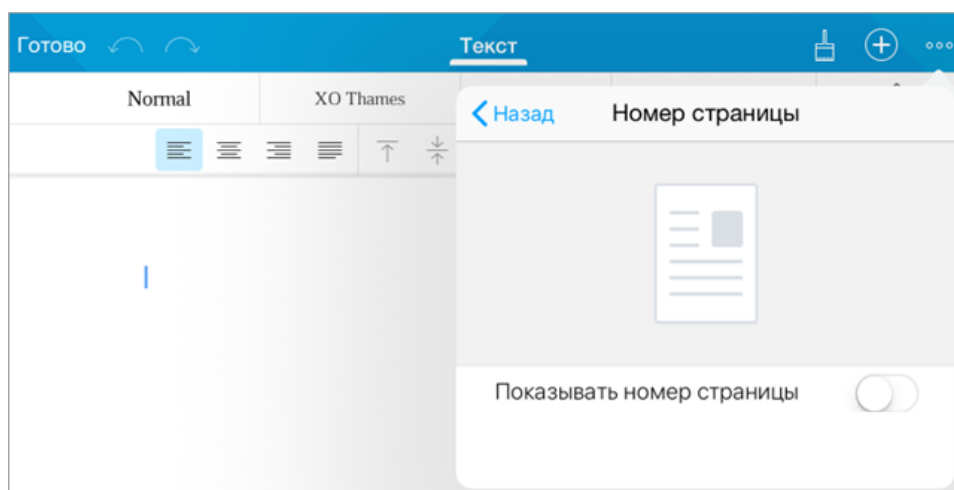 Готово
Текст
Normal
XO Thames
Назад
Номер страницы
Показывать номер страницы